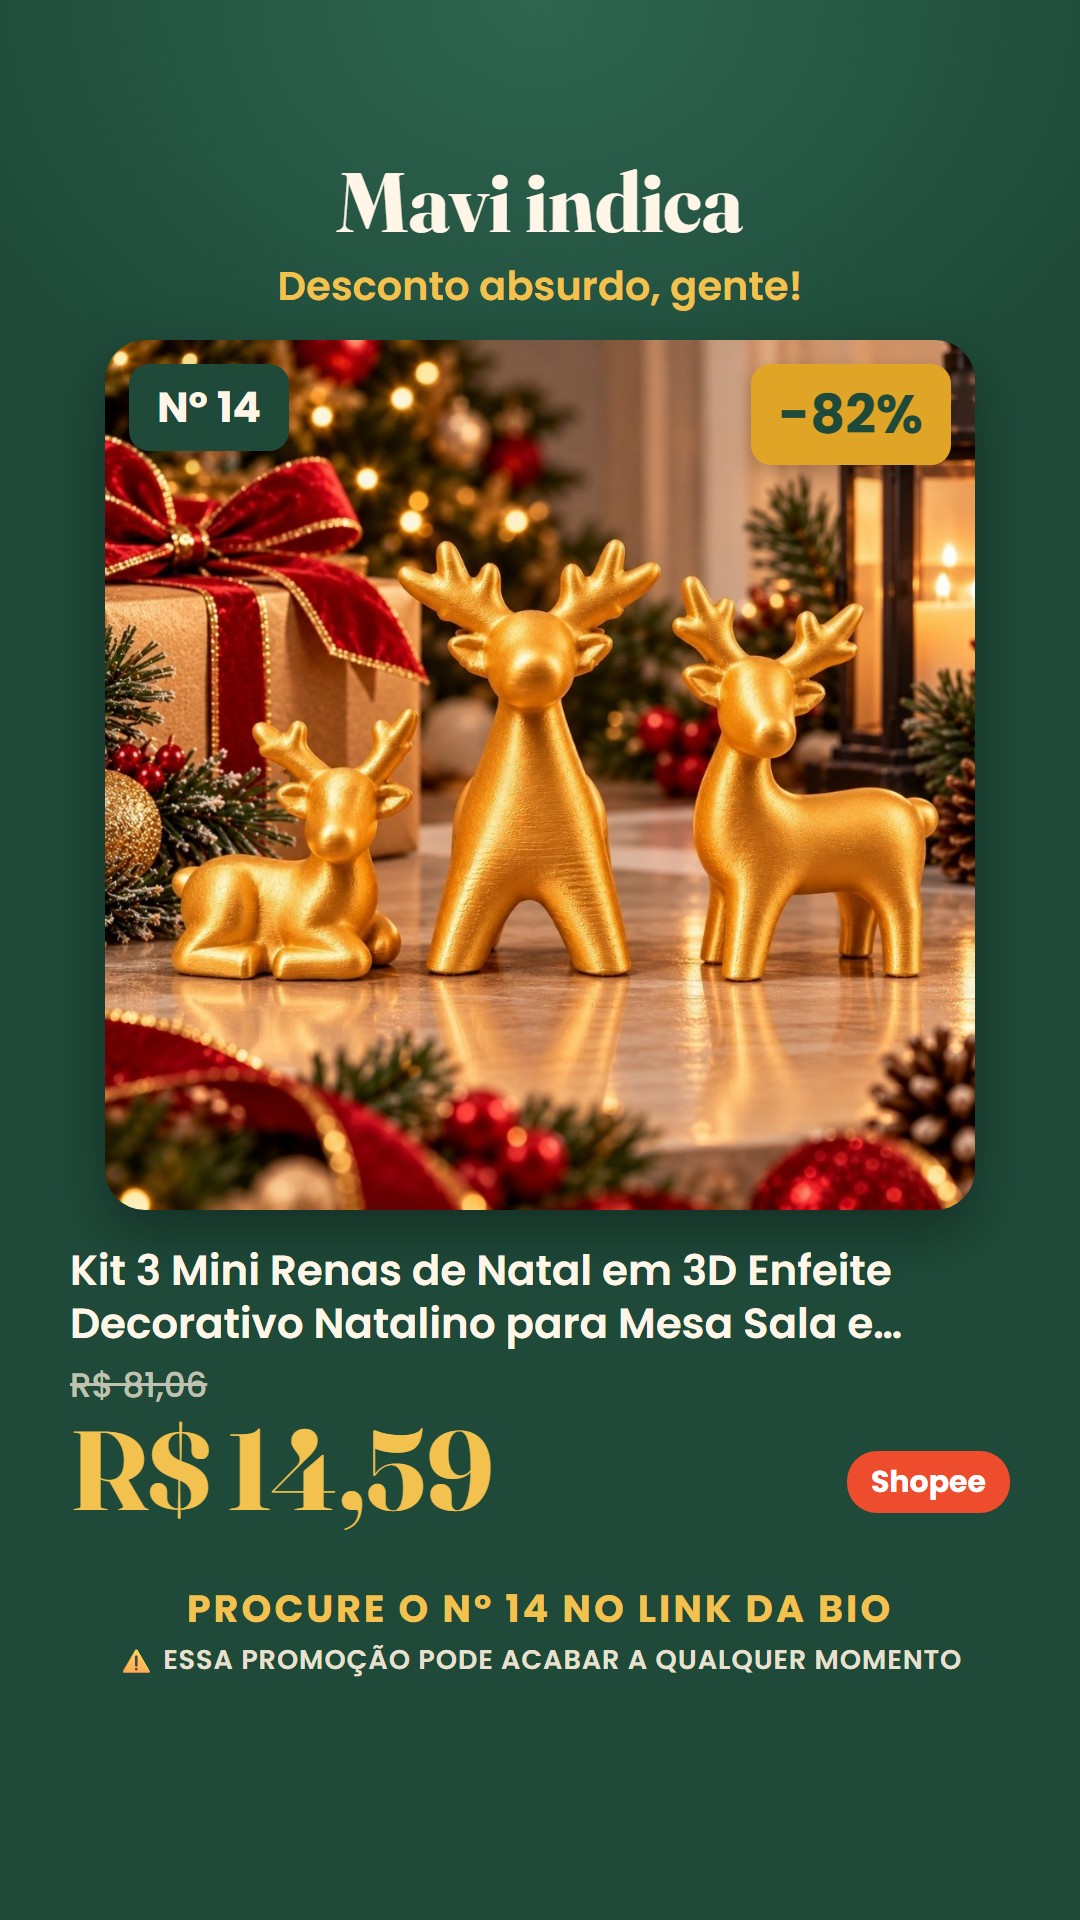 Mavi indica
Desconto absurdo, gente!
Nº 14
-82%
Kit 3 Mini Renas de Natal em 3D Enfeite
Decorativo Natalino para Mesa Sala e...
R$ 81,06
R$ 14,59
Shopee
PROCURE O Nº 14 NO LINK DA BIO
⚠ ESSA PROMOÇÃO PODE ACABAR A QUALQUER MOMENTO